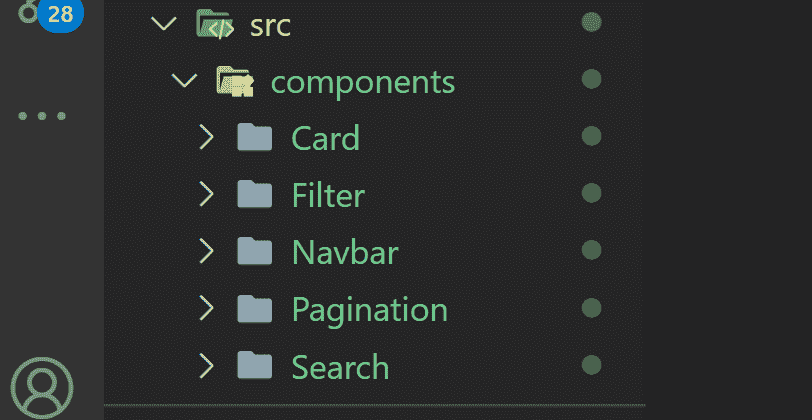 28
src
components
Card
Filter
Navbar
Pagination
Search